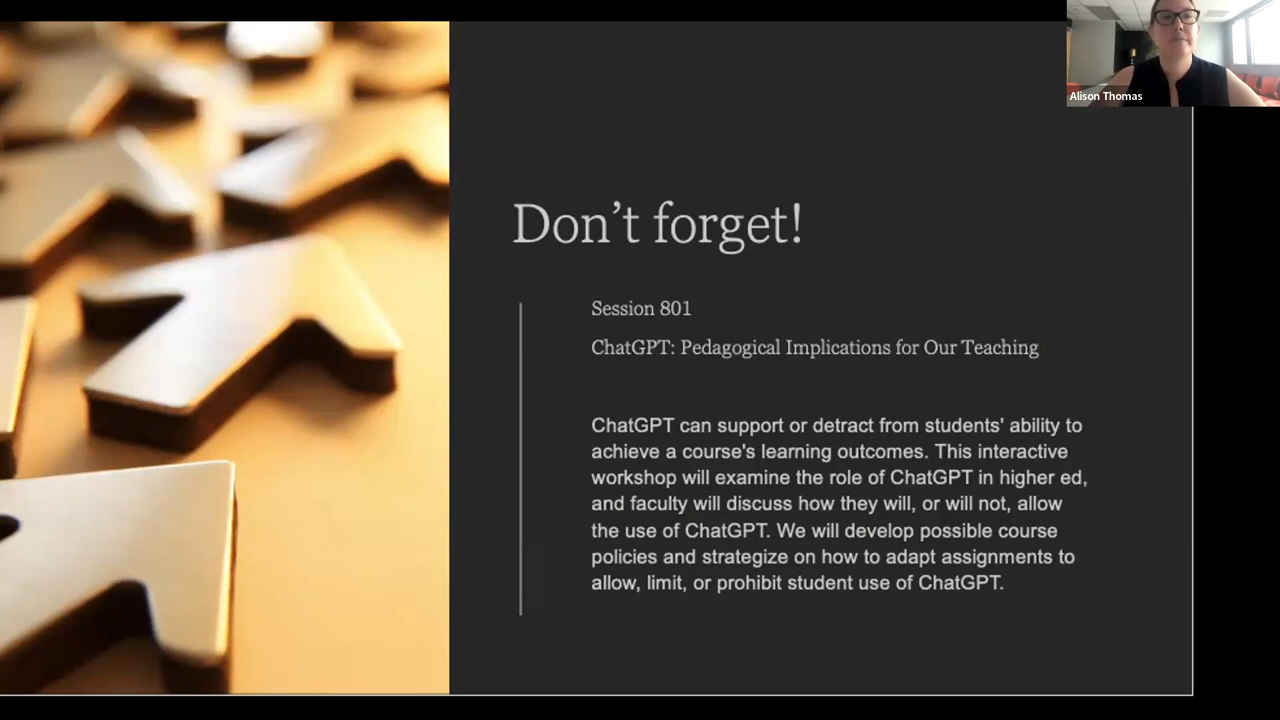 Alison Thomas
Don’t forget!
Session 801
ChatGPT: Pedagogical Implications for Our Teaching
ChatGPT can support or detract from students' ability to
achieve a course's learning outcomes. This interactive
workshop will examine the role of ChatGPT in higher ed,
and faculty will discuss how they will, or will not, allow
the use of ChatGPT. We will develop possible course
policies and strategize on how to adapt assignments to
allow, limit, or prohibit student use of ChatGPT.